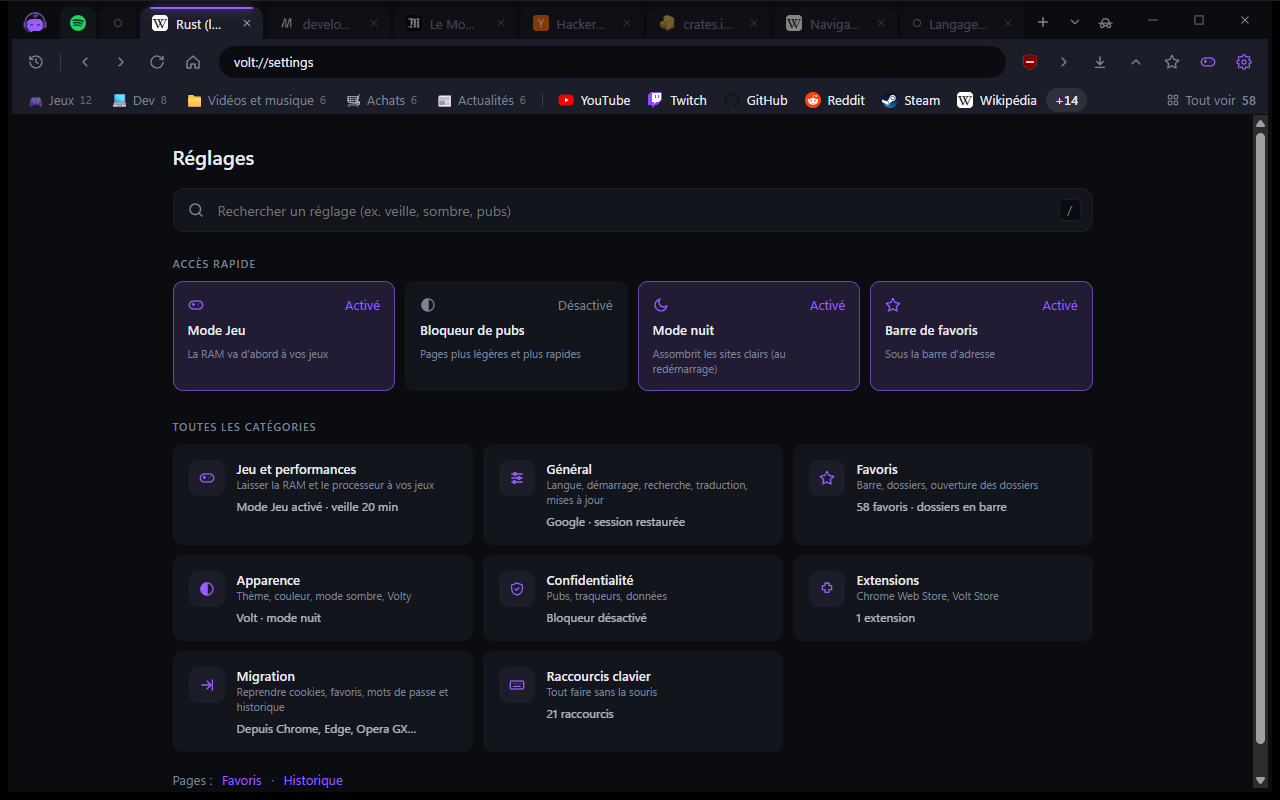 Rust (l...
develo...
Le Mo...
Hacker...
crates.i...
Naviga...
Langage...
volt://settings
Jeux 12
Dev 8
Vidéos et musique 6
Achats 6
Actualités 6
YouTube
Twitch
GitHub
Reddit
Steam
Wikipédia
+14
Tout voir 58
Réglages
Rechercher un réglage (ex. veille, sombre, pubs)
/
ACCÈS RAPIDE
Activé
Mode Jeu
La RAM va d'abord à vos jeux
Désactivé
Bloqueur de pubs
Pages plus légères et plus rapides
Activé
Mode nuit
Assombrit les sites clairs (au
redémarrage)
Activé
Barre de favoris
Sous la barre d'adresse
TOUTES LES CATÉGORIES
Jeu et performances
Laisser la RAM et le processeur à vos jeux
Mode Jeu activé · veille 20 min
Général
Langue, démarrage, recherche, traduction,
mises à jour
Google · session restaurée
Favoris
Barre, dossiers, ouverture des dossiers
58 favoris · dossiers en barre
Apparence
Thème, couleur, mode sombre, Volty
Volt · mode nuit
Confidentialité
Pubs, traqueurs, données
Bloqueur désactivé
Extensions
Chrome Web Store, Volt Store
1 extension
Migration
Reprendre cookies, favoris, mots de passe et
historique
Depuis Chrome, Edge, Opera GX...
Raccourcis clavier
Tout faire sans la souris
21 raccourcis
Pages : Favoris · Historique